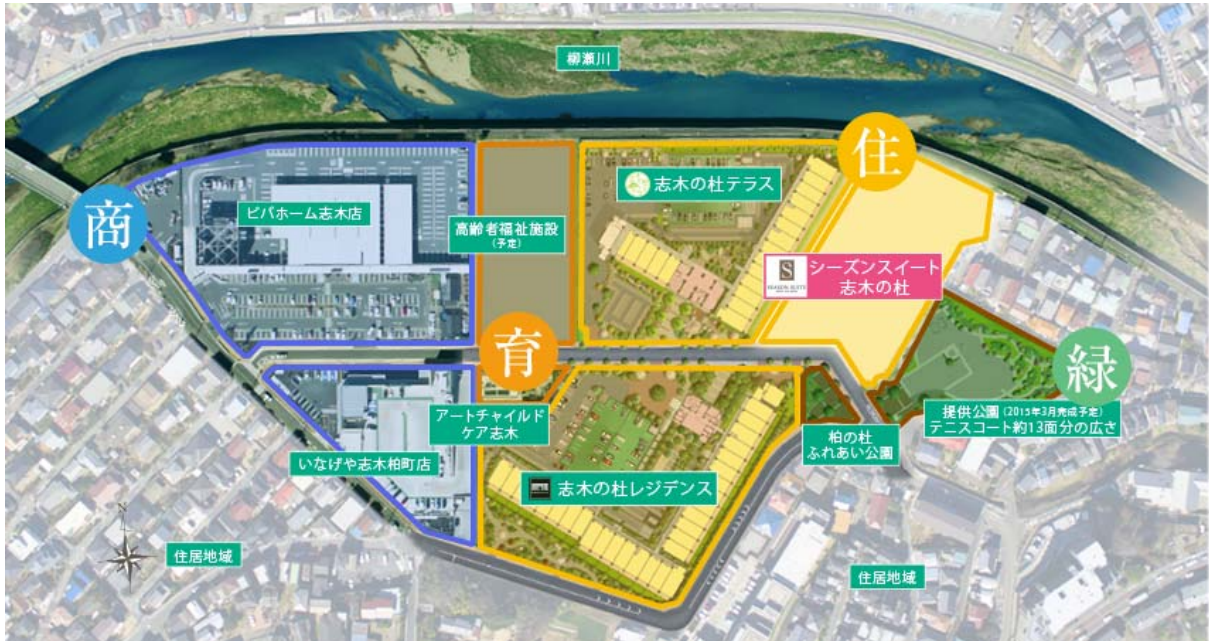 柳瀬川
住
商
志木の杜テラス
ビバホーム志木店
高齢者福祉施設
(予定)
S
SEASON SUITE
シーズンスイート
志木の杜
育
緑
アートチャイルド
ケア志木
提供公園(2015年3月完成予定)
テニスコート約13面分の広さ
柏の杜
ふれあい公園
いなげや志木柏町店
志木の杜レジデンス
N
住居地域
住居地域